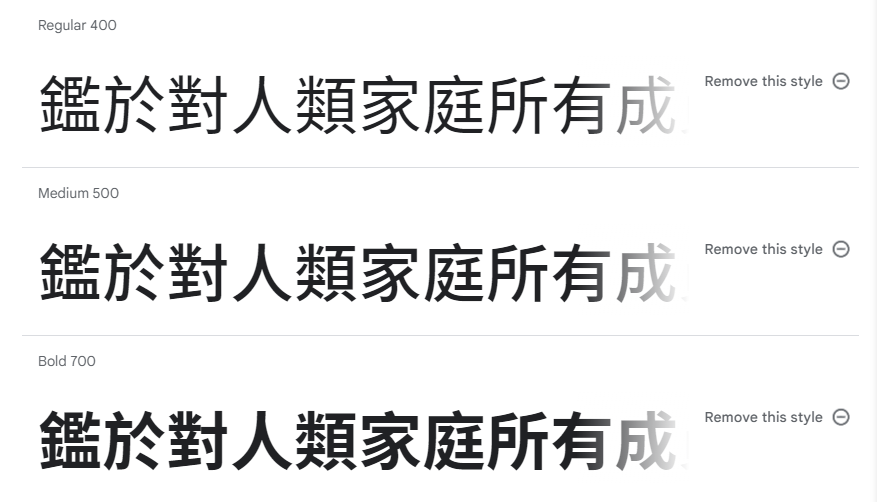 Regular 400
鑑於對人類家庭所有成
Remove this style
Medium 500
鑑於對人類家庭所有成
Remove this style
Bold 700
鑑於對人類家庭所有成
Remove this style